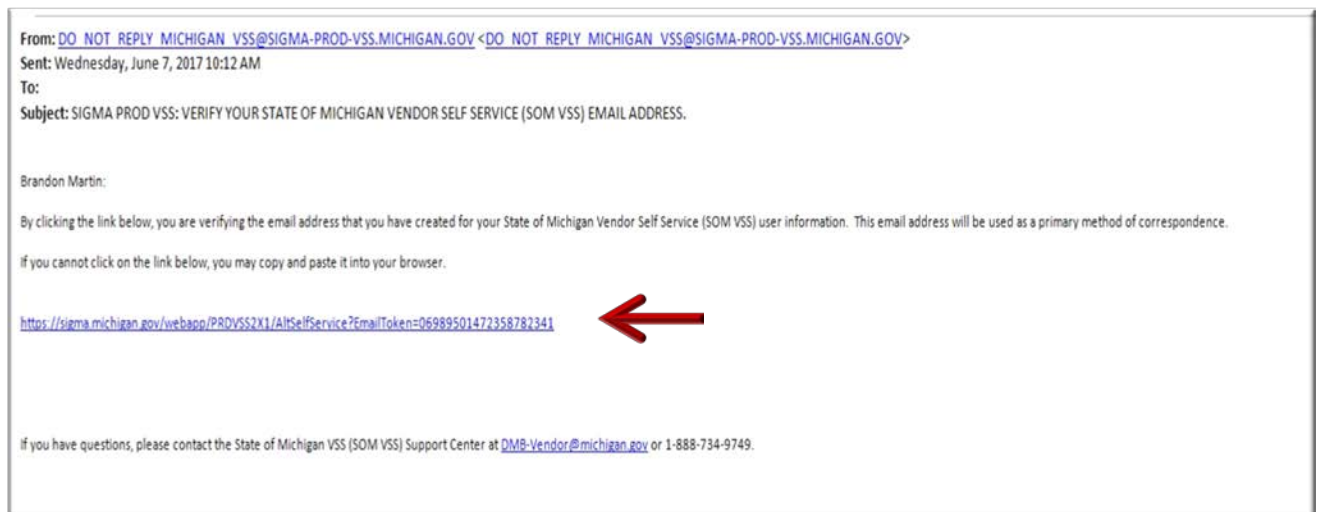 From: DO_NOT_REPLY_MICHIGAN_VSS@SIGMA-PROD-VSS.MICHIGAN.GOV <DO_NOT_REPLY_MICHIGAN_VSS@SIGMA-PROD-VSS.MICHIGAN.GOV>
Sent: Wednesday, June 7, 2017 10:12 AM
To:
Subject: SIGMA PROD VSS: VERIFY YOUR STATE OF MICHIGAN VENDOR SELF SERVICE (SOM VSS) EMAIL ADDRESS.
Brandon Martin:
By clicking the link below, you are verifying the email address that you have created for your State of Michigan Vendor Self Service (SOM VSS) user information. This email address will be used as a primary method of correspondence.
If you cannot click on the link below, you may copy and paste it into your browser.
https://sigma.michigan.gov/webapp/PRDVSS2X1/AltSelfService?EmailToken=06989501472358782341
If you have questions, please contact the State of Michigan VSS (SOM VSS) Support Center at DMB-Vendor@michigan.gov or 1-888-734-9749.